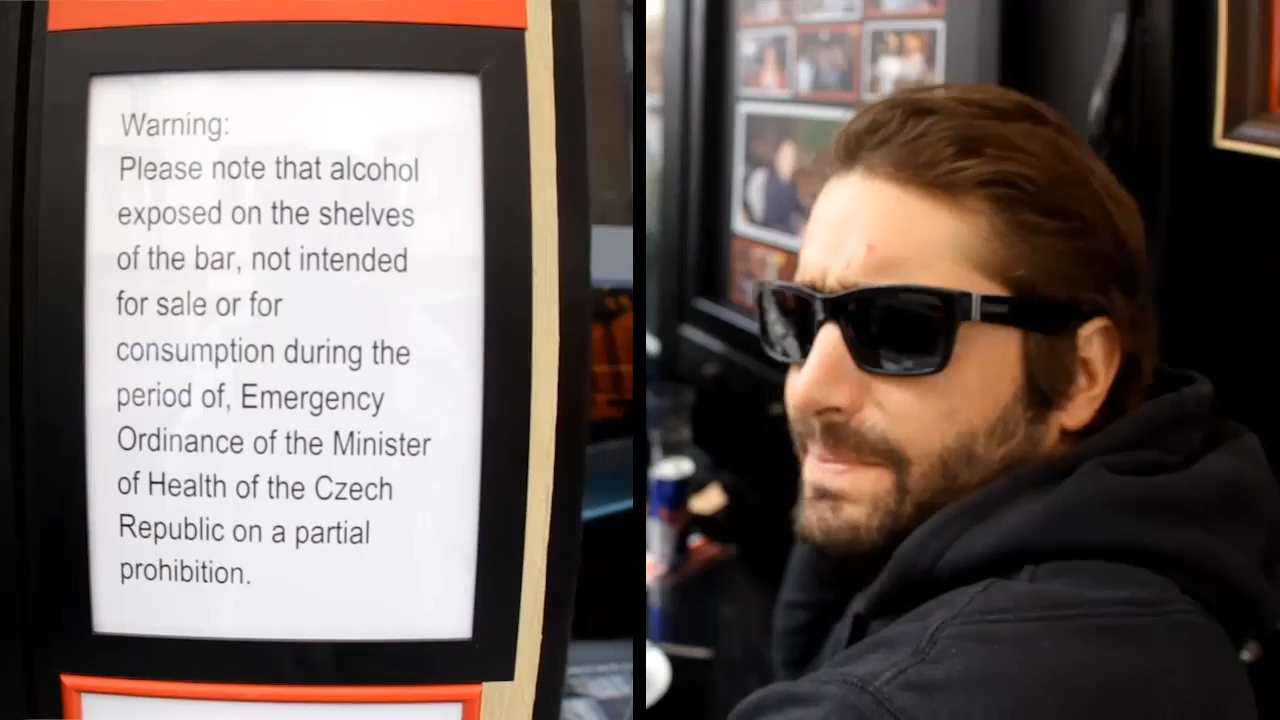 Warning:
Please note that alcohol
exposed on the shelves
of the bar, not intended
for sale or for
consumption during the
period of, Emergency
Ordinance of the Minister
of Health of the Czech
Republic on a partial
prohibition.